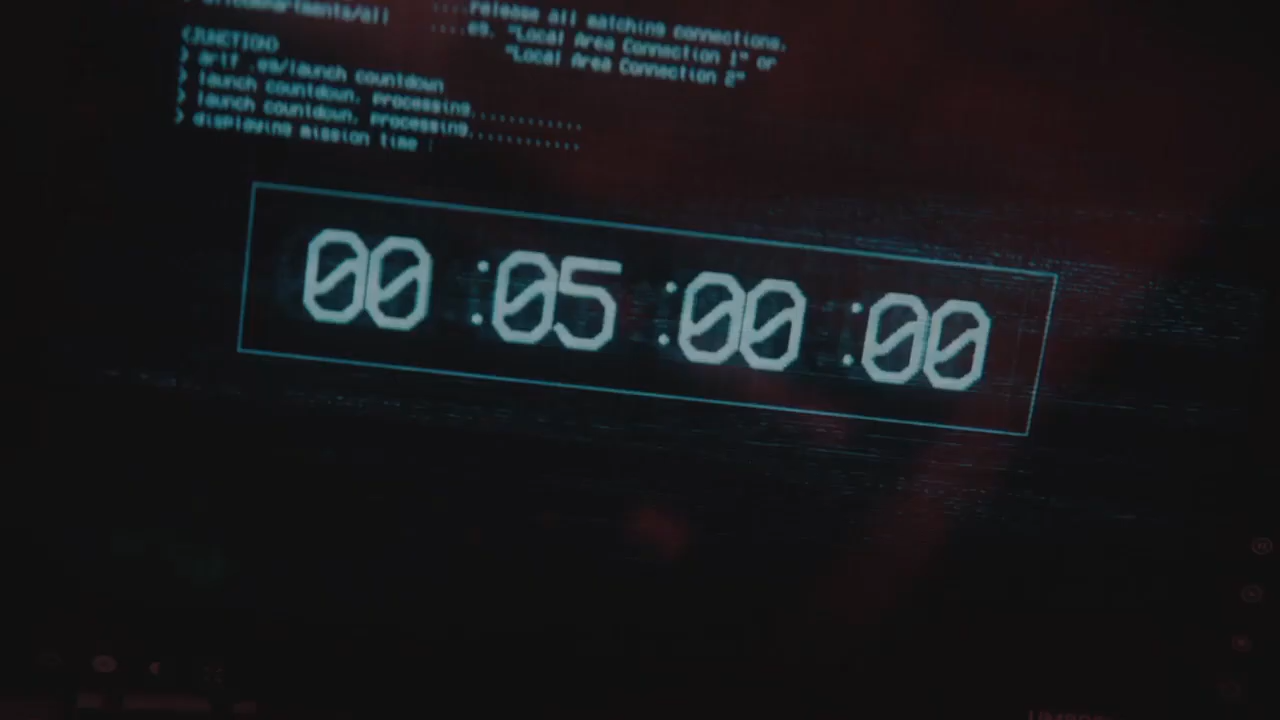 ....release all matching connections,
....eg. "Local Area Connection 1" or
"Local Area Connection 2"
(JUNCTION)
> launch countdown
> launch countdown. processing............
> launch countdown. processing............
> displaying mission time
00 :05 :00 :00